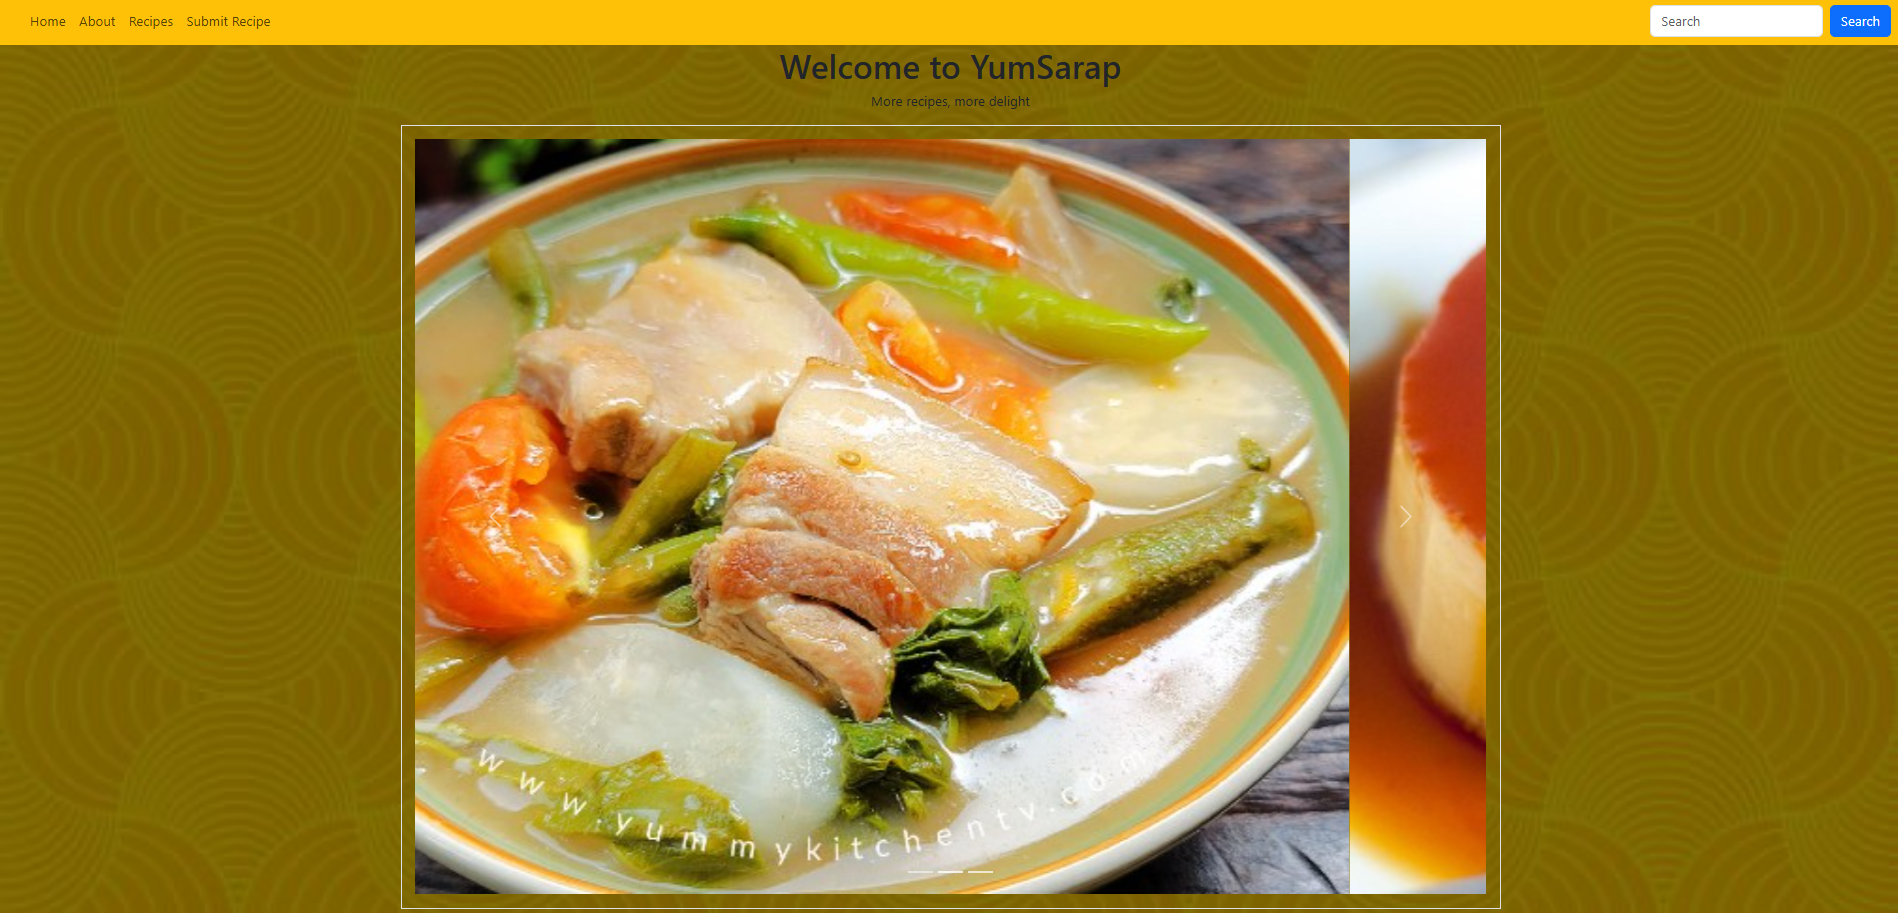 Home About Recipes Submit Recipe Search Search
Welcome to YumSarap
More recipes, more delight
www.yummykitchentv.com